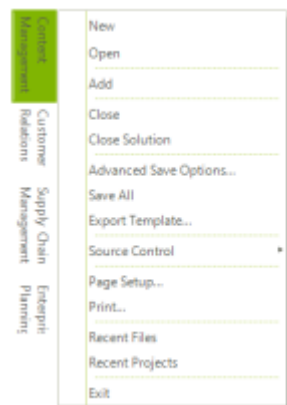 Content
Management
Customer
Relations
Supply Chain
Management
Enterpris
Planning
New
Open
Add
Close
Close Solution
Advanced Save Options...
Save All
Export Template...
Source Control
Page Setup...
Print...
Recent Files
Recent Projects
Exit